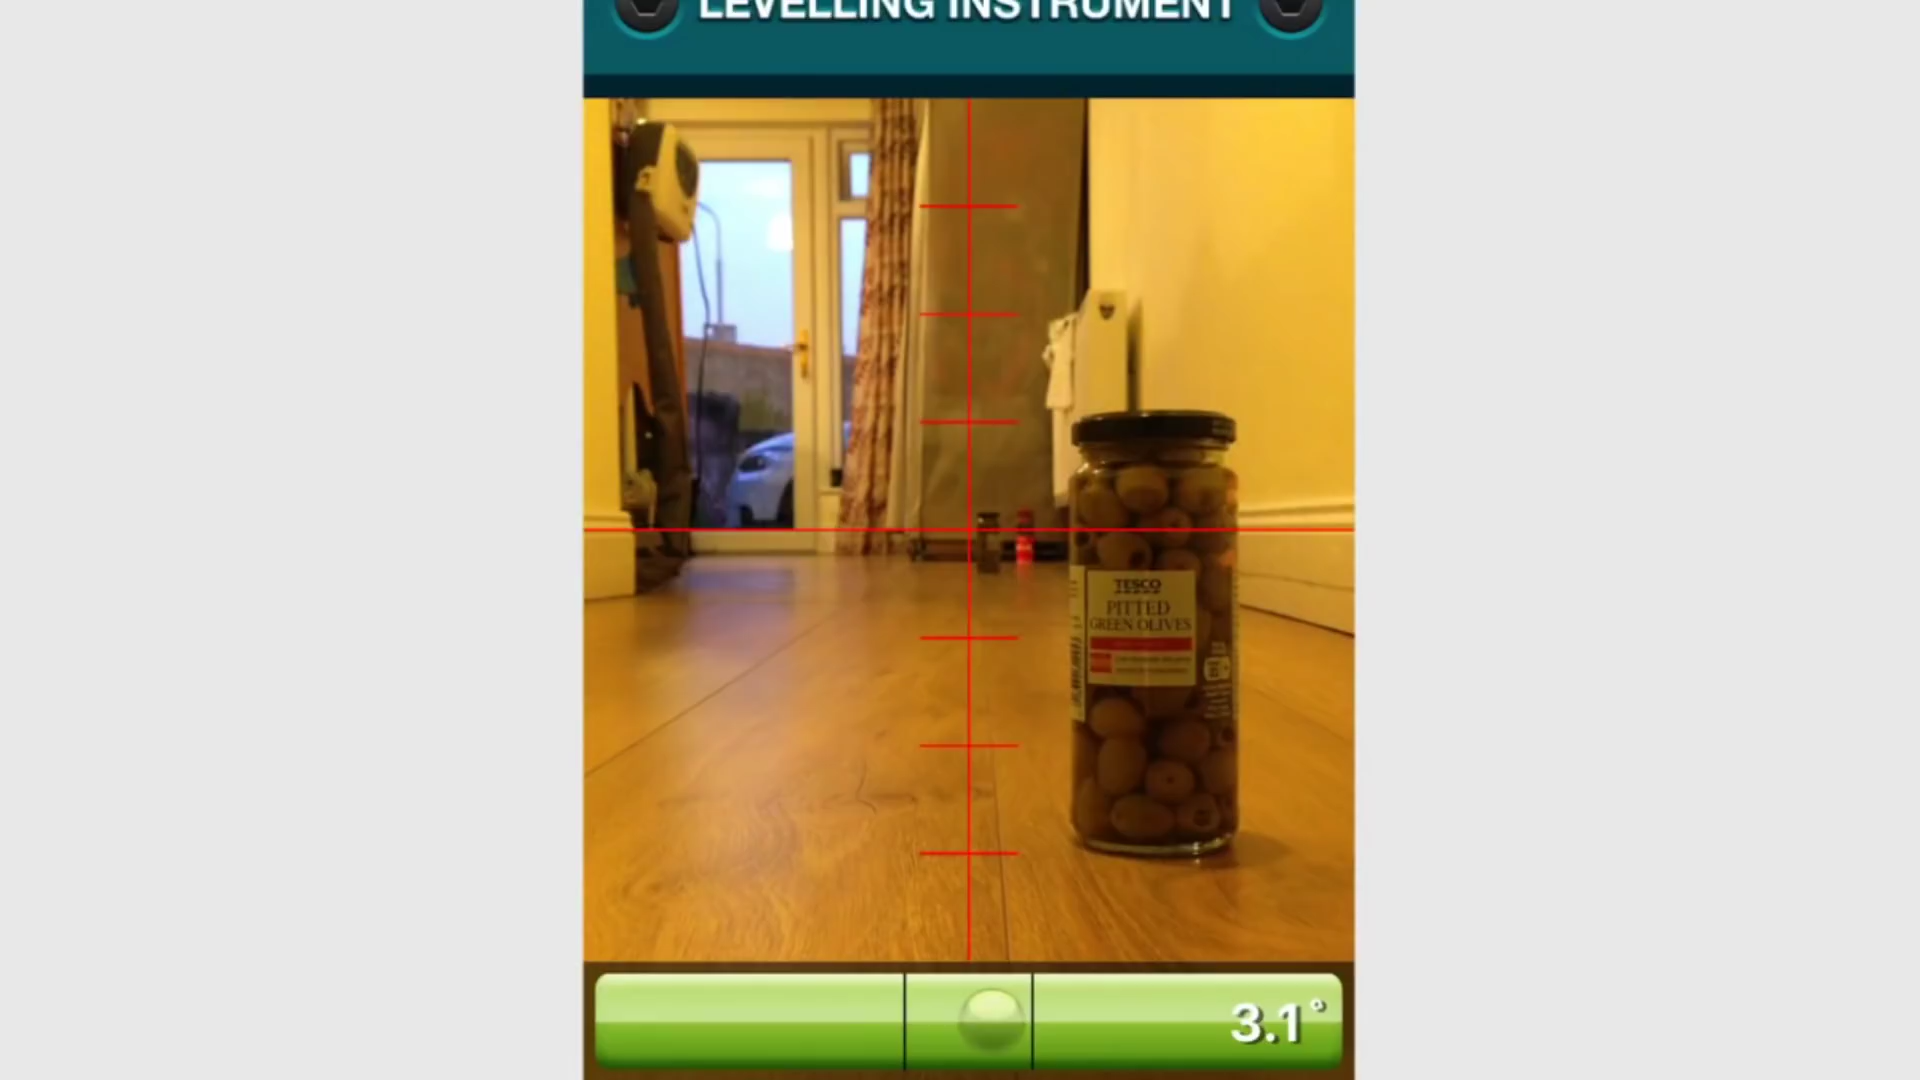 LEVELLING INSTRUMENT
TESCO
PITTED
GREEN OLIVES
3.1°